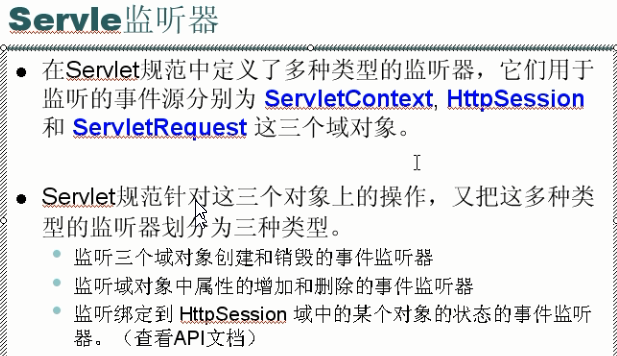 Servle监听器
在Servlet规范中定义了多种类型的监听器，它们用于
监听的事件源分别为 ServletContext, HttpSession
和 ServletRequest 这三个域对象。
Servlet规范针对这三个对象上的操作，又把这多种类
型的监听器划分为三种类型。
监听三个域对象创建和销毁的事件监听器
监听域对象中属性的增加和删除的事件监听器
监听绑定到 HttpSession 域中的某个对象的状态的事件监听
器。（查看API文档）